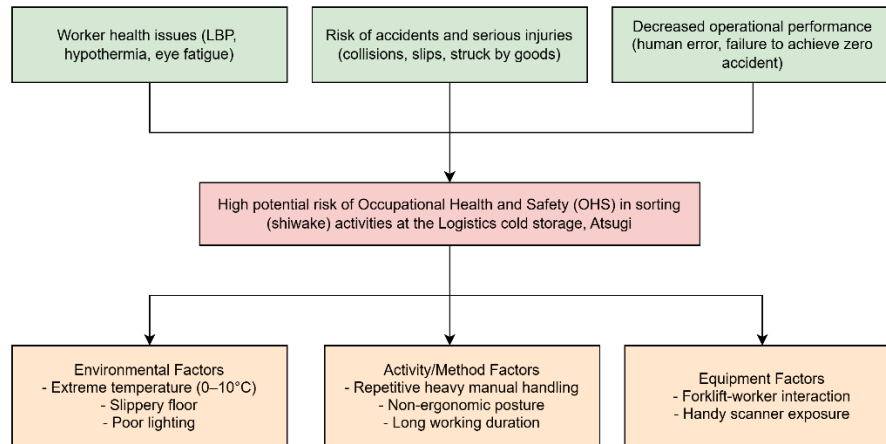 Worker health issues (LBP,
hypothermia, eye fatigue)
Risk of accidents and serious injuries
(collisions, slips, struck by goods)
Decreased operational performance
(human error, failure to achieve zero
accident)
High potential risk of Occupational Health and Safety (OHS) in sorting
(shiwake) activities at the Logistics cold storage, Atsugi
Environmental Factors
- Extreme temperature (0–10°C)
- Slippery floor
- Poor lighting
Activity/Method Factors
- Repetitive heavy manual handling
- Non-ergonomic posture
- Long working duration
Equipment Factors
- Forklift-worker interaction
- Handy scanner exposure